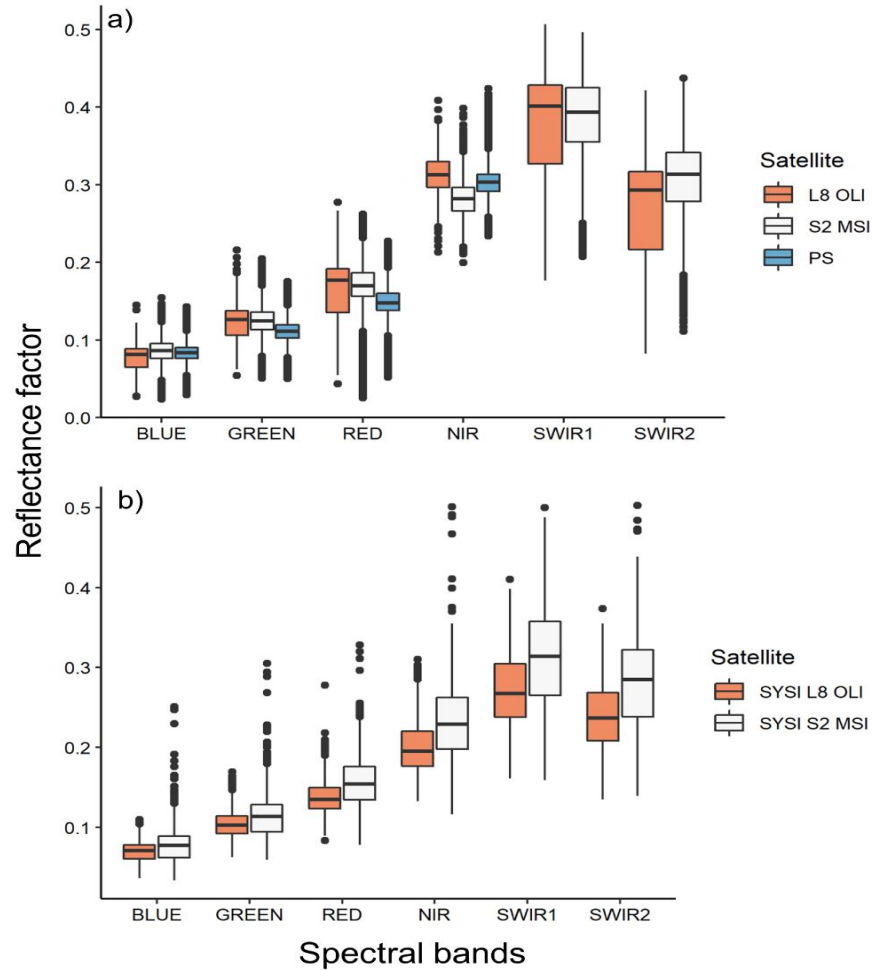 a)
0.5
0.4
0.3
0.2
0.1
0.0
BLUE GREEN RED NIR SWIR1 SWIR2
Satellite
L8 OLI
S2 MSI
PS
Reflectance factor
b)
0.5
0.4
0.3
0.2
0.1
BLUE GREEN RED NIR SWIR1 SWIR2
Satellite
SYSI L8 OLI
SYSI S2 MSI
Spectral bands